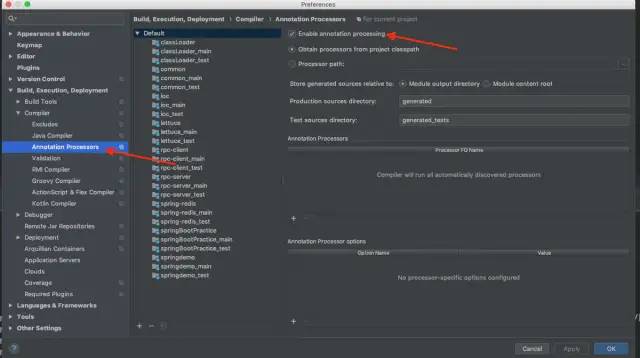 Preferences
Build, Execution, Deployment › Compiler › Annotation Processors For current project
Appearance & Behavior
Keymap
Editor
Plugins
Version Control
Build, Execution, Deployment
Build Tools
Compiler
Excludes
Java Compiler
Annotation Processors
Validation
RMI Compiler
Groovy Compiler
ActionScript & Flex Compiler
Kotlin Compiler
Debugger
Remote Jar Repositories
Deployment
Arquillian Containers
Application Servers
Clouds
Coverage
Required Plugins
Languages & Frameworks
Tools
Other Settings
Default
classLoader
classLoader_main
classLoader_test
common
common_main
common_test
ioc
ioc_main
ioc_test
lettuce
lettuce_main
lettuce_test
rpc-client
rpc-client_main
rpc-client_test
rpc-server
rpc-server_main
rpc-server_test
spring-redis
spring-redis_main
spring-redis_test
springBootPractice
springBootPractice_main
springBootPractice_test
springdemo
springdemo_main
springdemo_test
Enable annotation processing
Obtain processors from project classpath
Processor path:
Store generated sources relative to: Module output directory Module content root
Production sources directory: generated
Test sources directory: generated_tests
Annotation Processors
Processor FQ Name
Compiler will run all automatically discovered processors
Annotation Processor options
Option Name Value
No processor-specific options configured
Cancel Apply OK